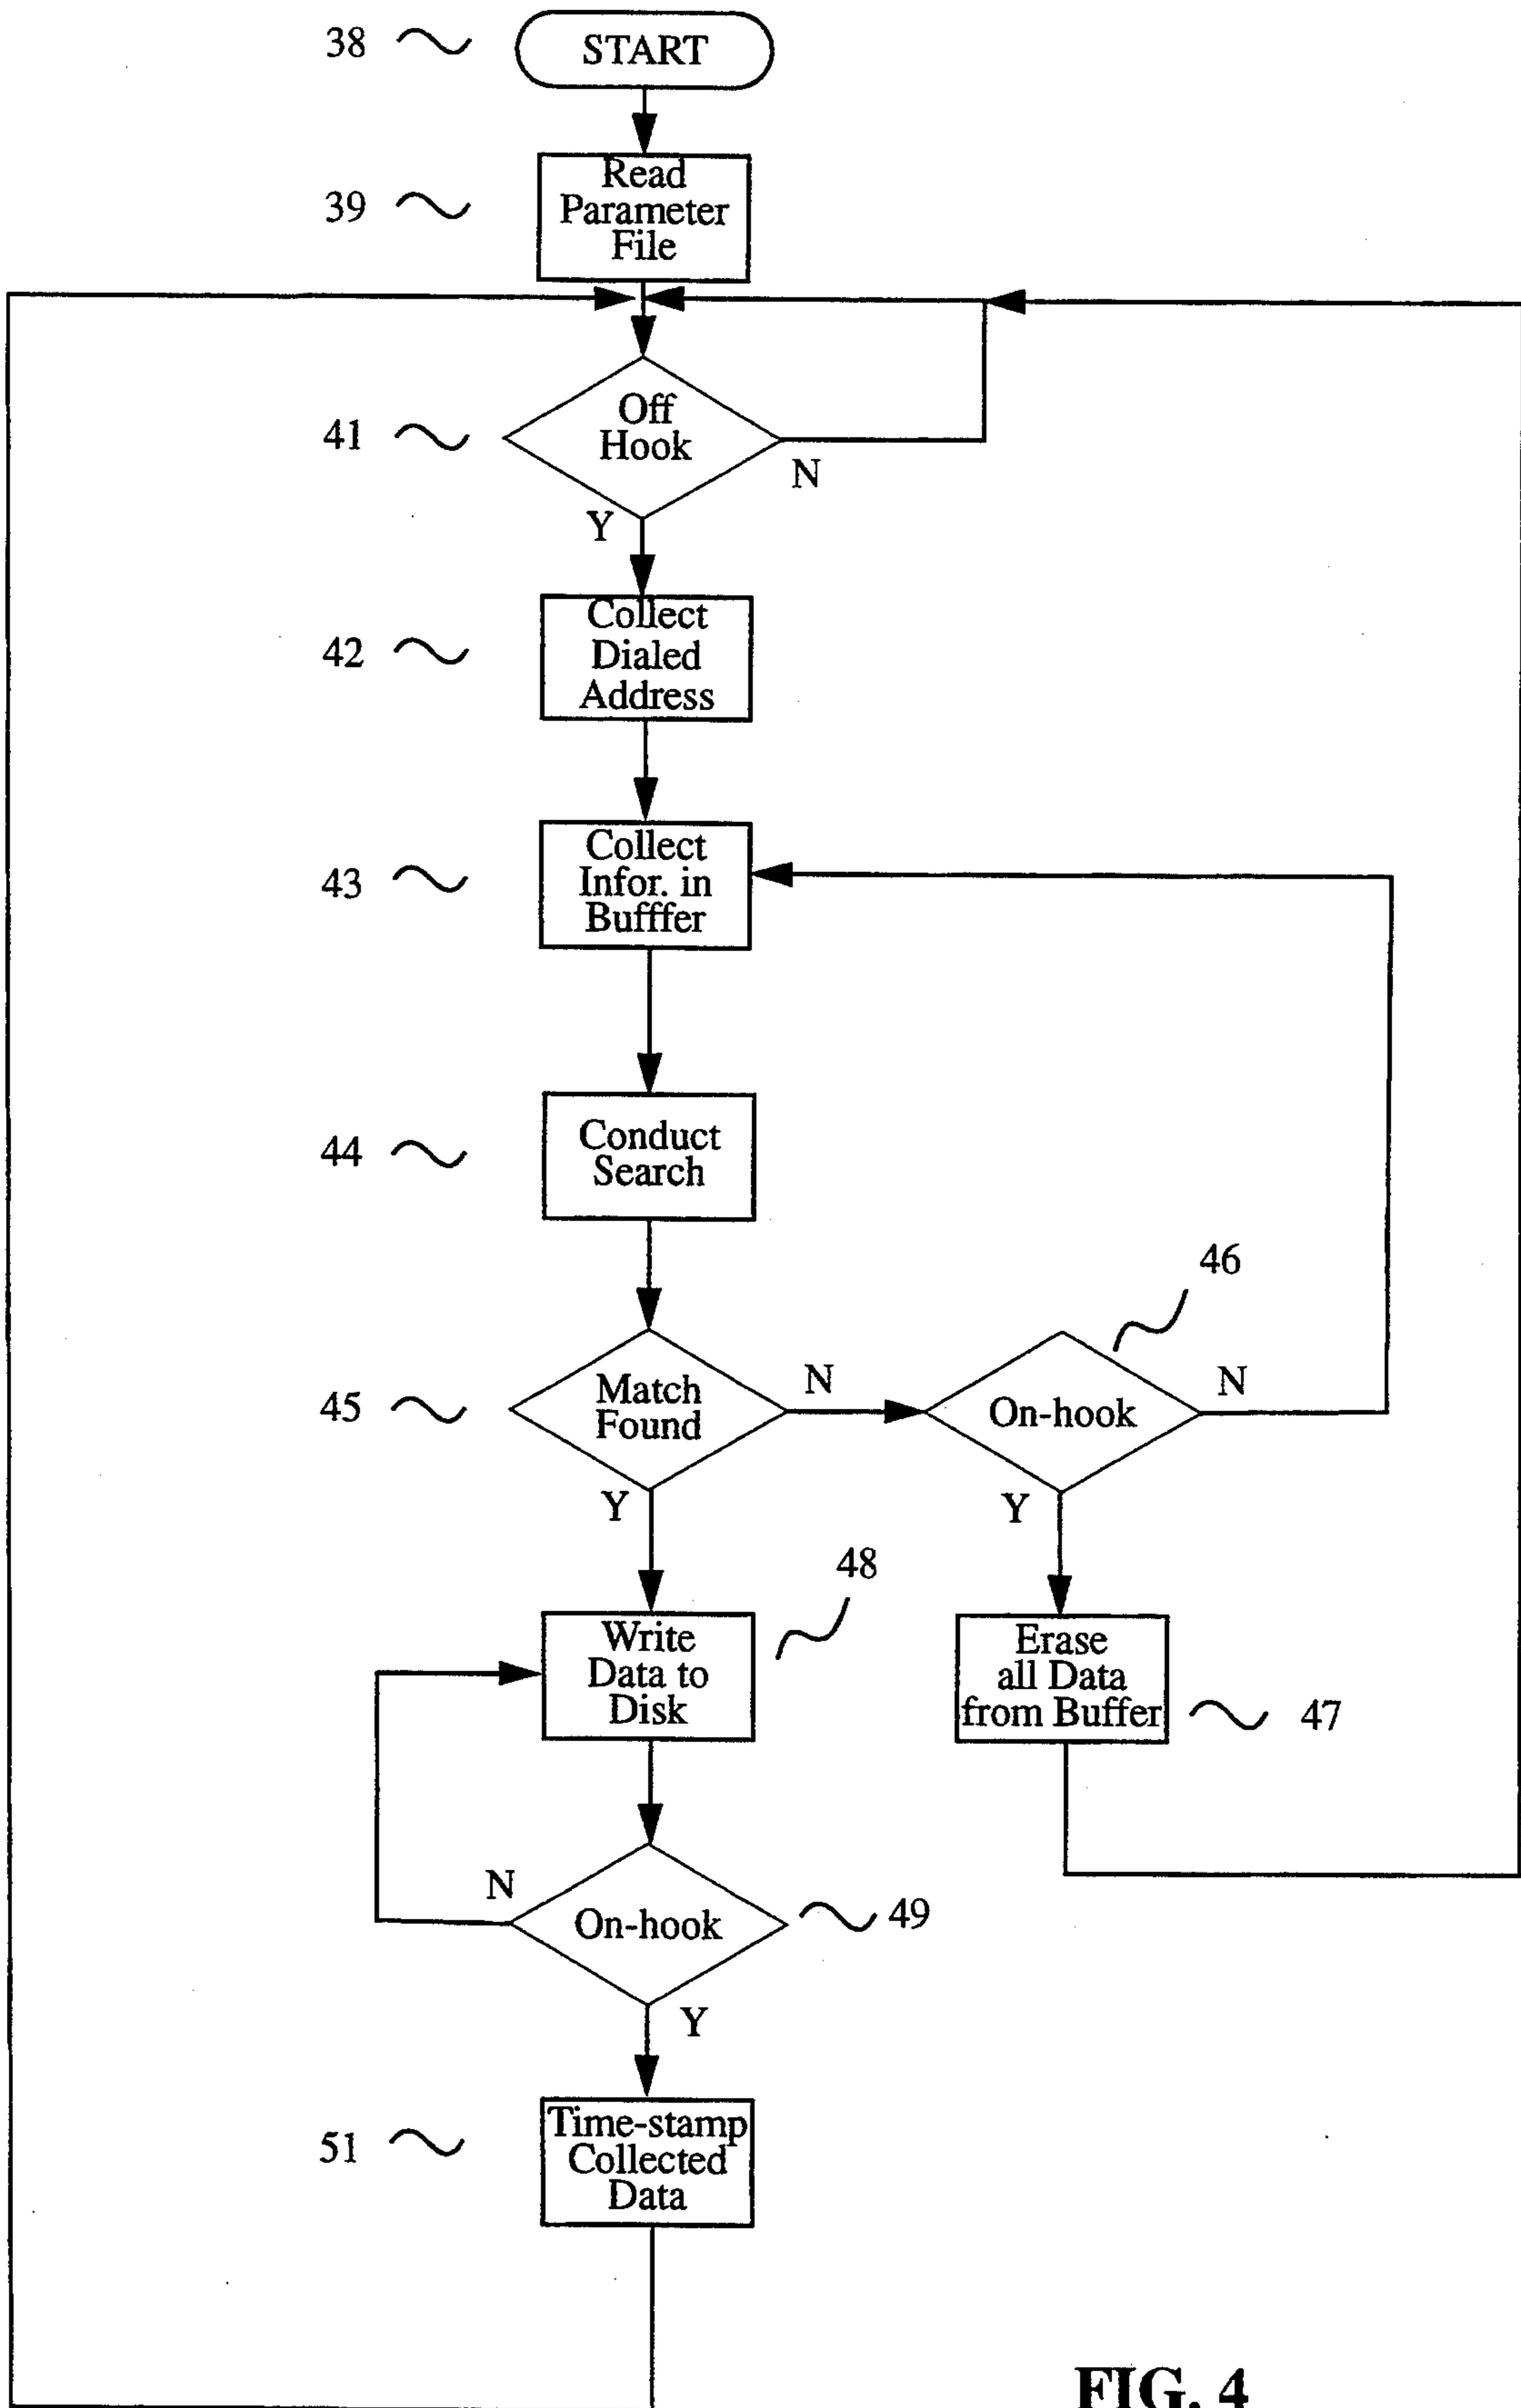 38
START
39
Read
Parameter
File
41
Off
Hook
N
Y
42
Collect
Dialed
Address
43
Collect
Infor. in
Bufffer
44
Conduct
Search
46
45
Match
Found
N
On-hook
N
Y
Y
48
Write
Data to
Disk
Erase
all Data
from Buffer
47
N
On-hook
49
Y
51
Time-stamp
Collected
Data
FIG. 4